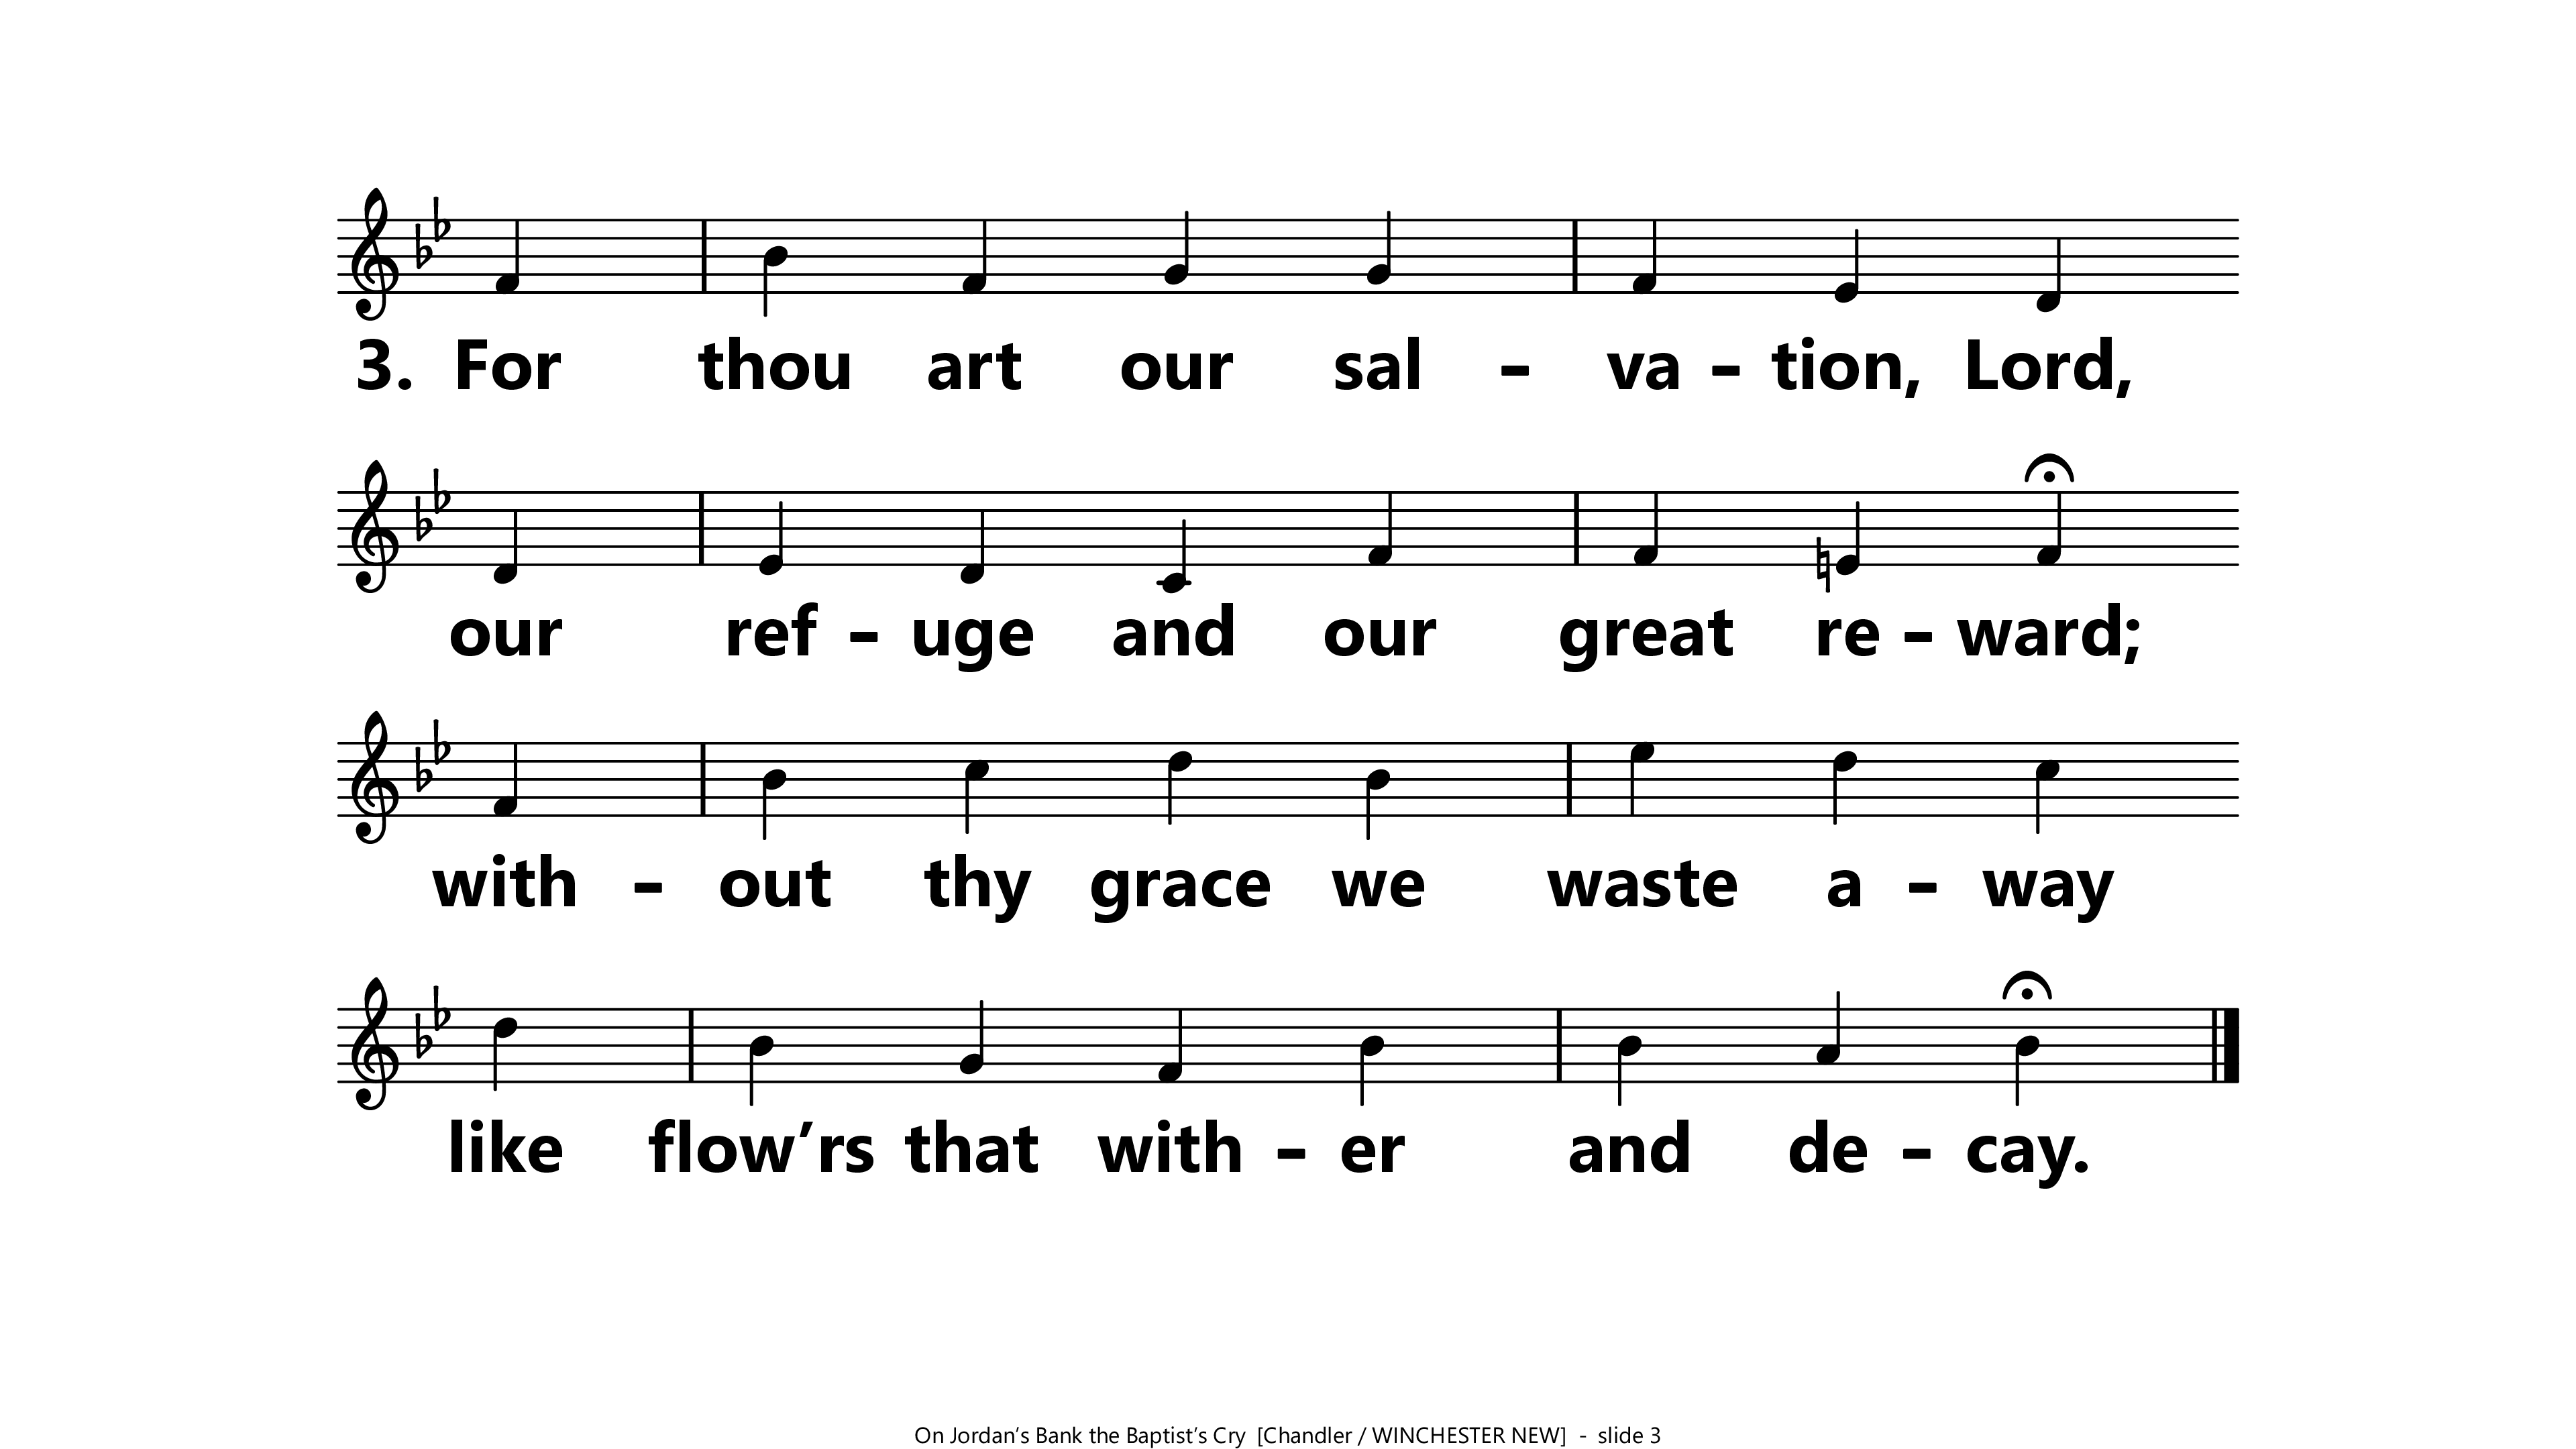 3. For thou art our sal - va - tion, Lord,
our ref - uge and our great re - ward;
with - out thy grace we waste a - way
like flow’rs that with - er and de - cay.
On Jordan’s Bank the Baptist’s Cry [Chandler / WINCHESTER NEW] - slide 3